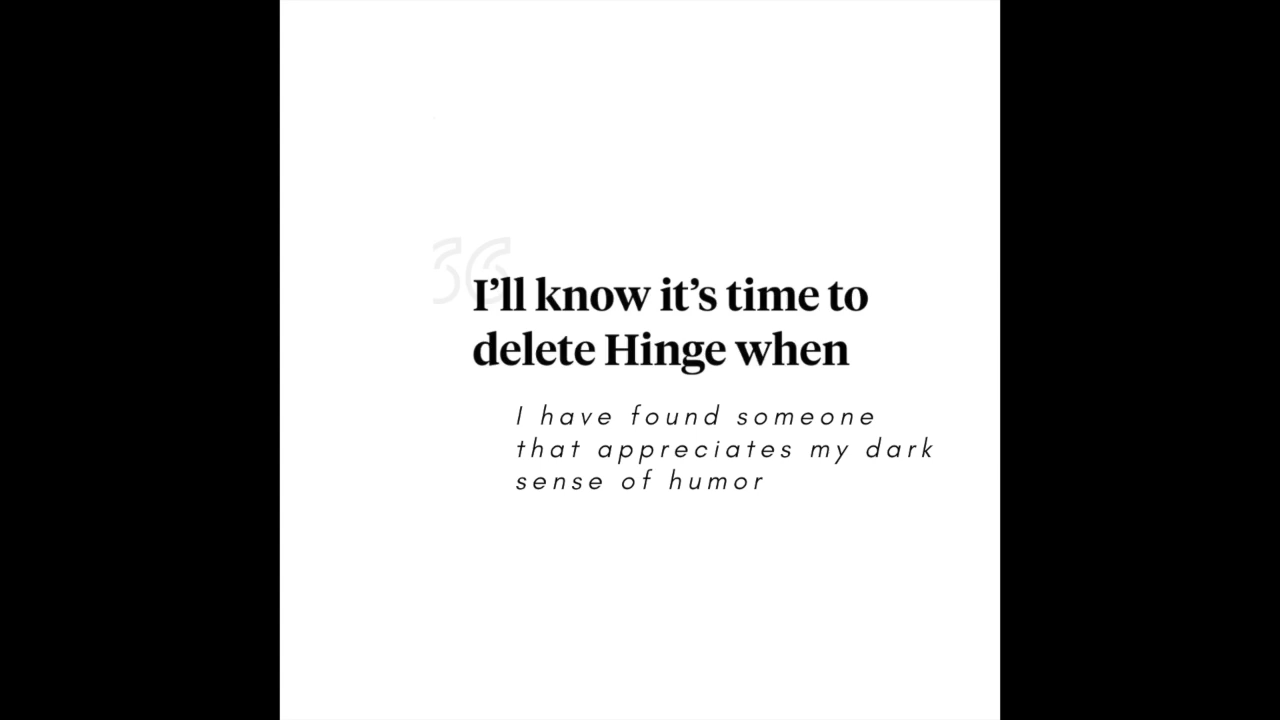 I’ll know it’s time to
delete Hinge when
I have found someone
that appreciates my dark
sense of humor